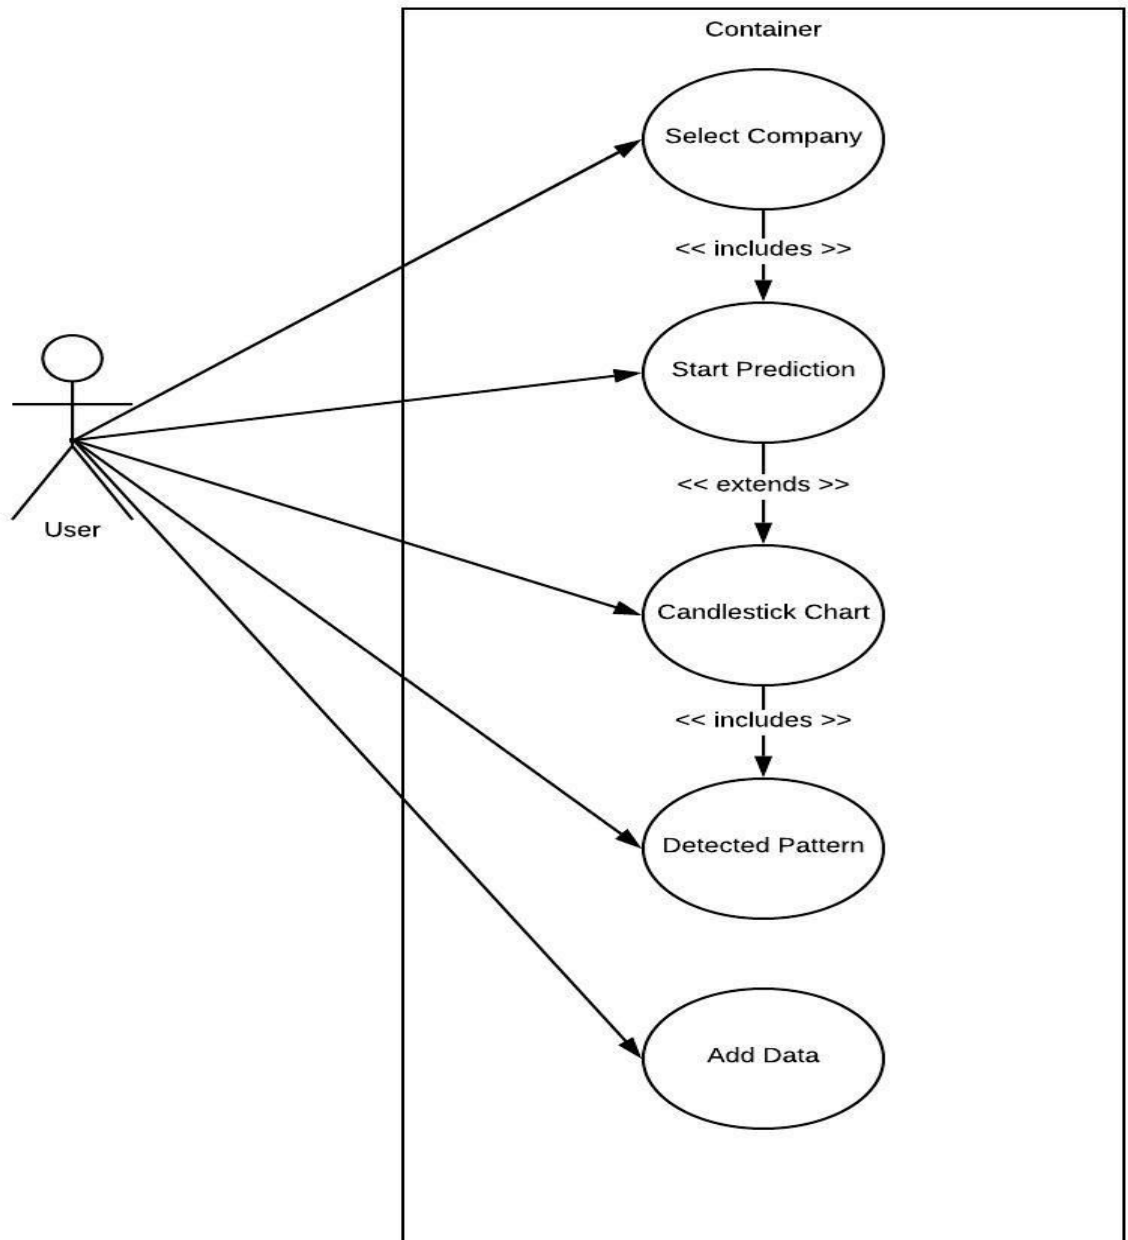 Container
Select Company
<< includes >>
Start Prediction
<< extends >>
User
Candlestick Chart
<< includes >>
Detected Pattern
Add Data